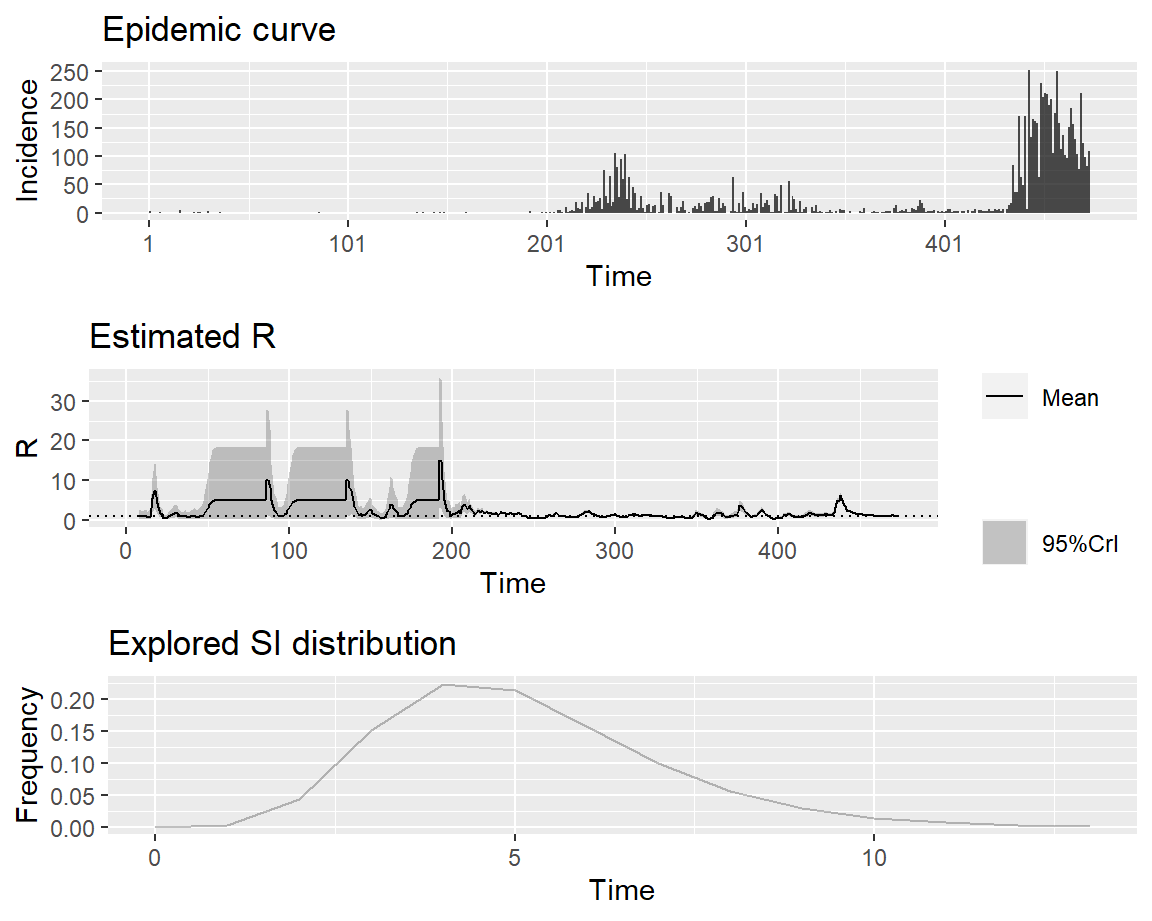 Epidemic curve
250
200
150
100
50
0
Incidence
1 101 201 301 401
Time
Estimated R
30
20
10
0
R
0 100 200 300 400
Time
Mean
95%CrI
Explored SI distribution
0.20
0.15
0.10
0.05
0.00
Frequency
0 5 10
Time